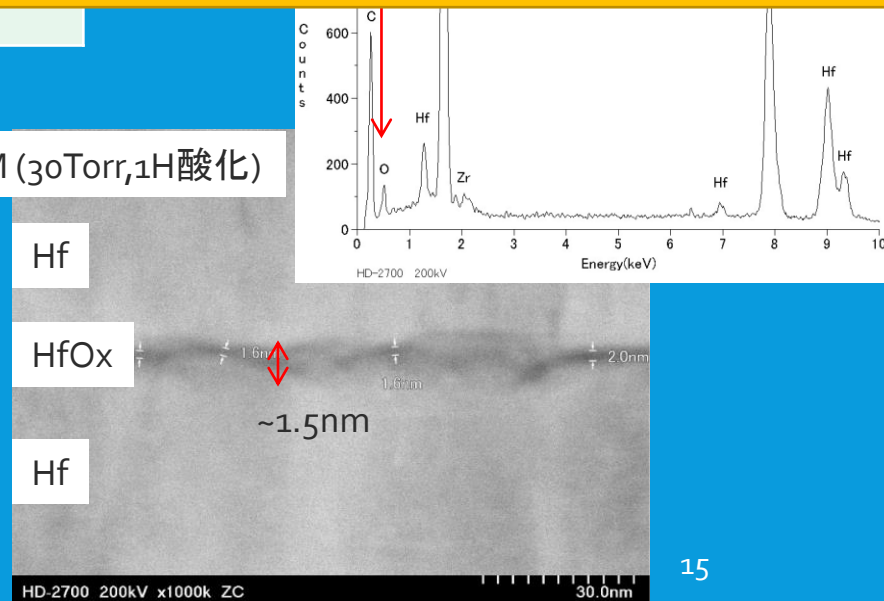 Counts
600
400
200
0
C
O
Hf
Zr
Hf
Hf
Hf
0 1 2 3 4 5 6 7 8 9 10
Energy(keV)
HD-2700 200kV
(30Torr,1H酸化)
Hf
HfOx
1.6n
1.6nm
2.0nm
~1.5nm
Hf
HD-2700 200kV x1000k ZC
30.0nm
15